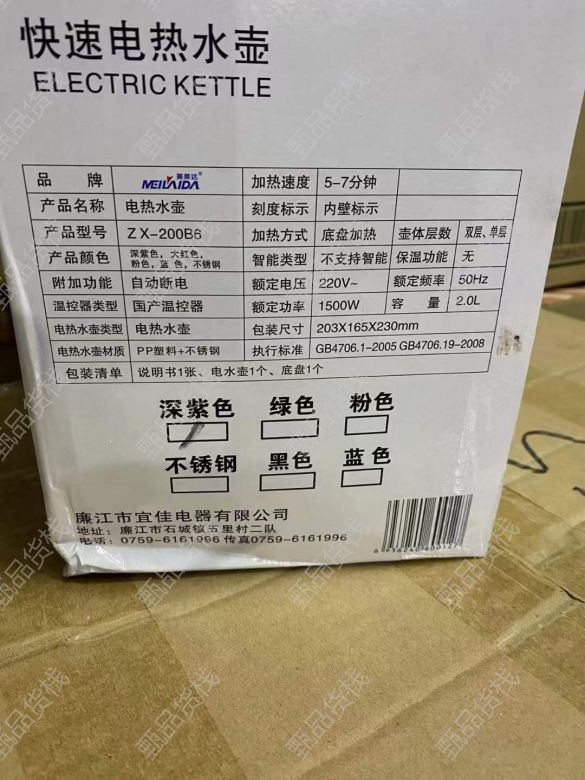 快速电热水壶
ELECTRIC KETTLE
品 牌 美莱达 MEILAIDA 加热速度 5-7分钟
产品名称 电热水壶 刻度标示 内壁标示
产品型号 ZX-200B6 加热方式 底盘加热 壶体层数 双层、单层
产品颜色 深紫色，大红色，粉色，蓝色，不锈钢 智能类型 不支持智能 保温功能 无
附加功能 自动断电 额定电压 220V~ 额定频率 50Hz
温控器类型 国产温控器 额定功率 1500W 容 量 2.0L
电热水壶类型 电热水壶 包装尺寸 203X165X230mm
电热水壶材质 PP塑料+不锈钢 执行标准 GB4706.1-2005 GB4706.19-2008
包装清单 说明书1张、电水壶1个、底盘1个
深紫色 绿色 粉色
不锈钢 黑色 蓝色
廉江市宜佳电器有限公司
地址：廉江市石城镇五里村二队
电话：0759-6161996 传真0759-6161996
甄品货栈